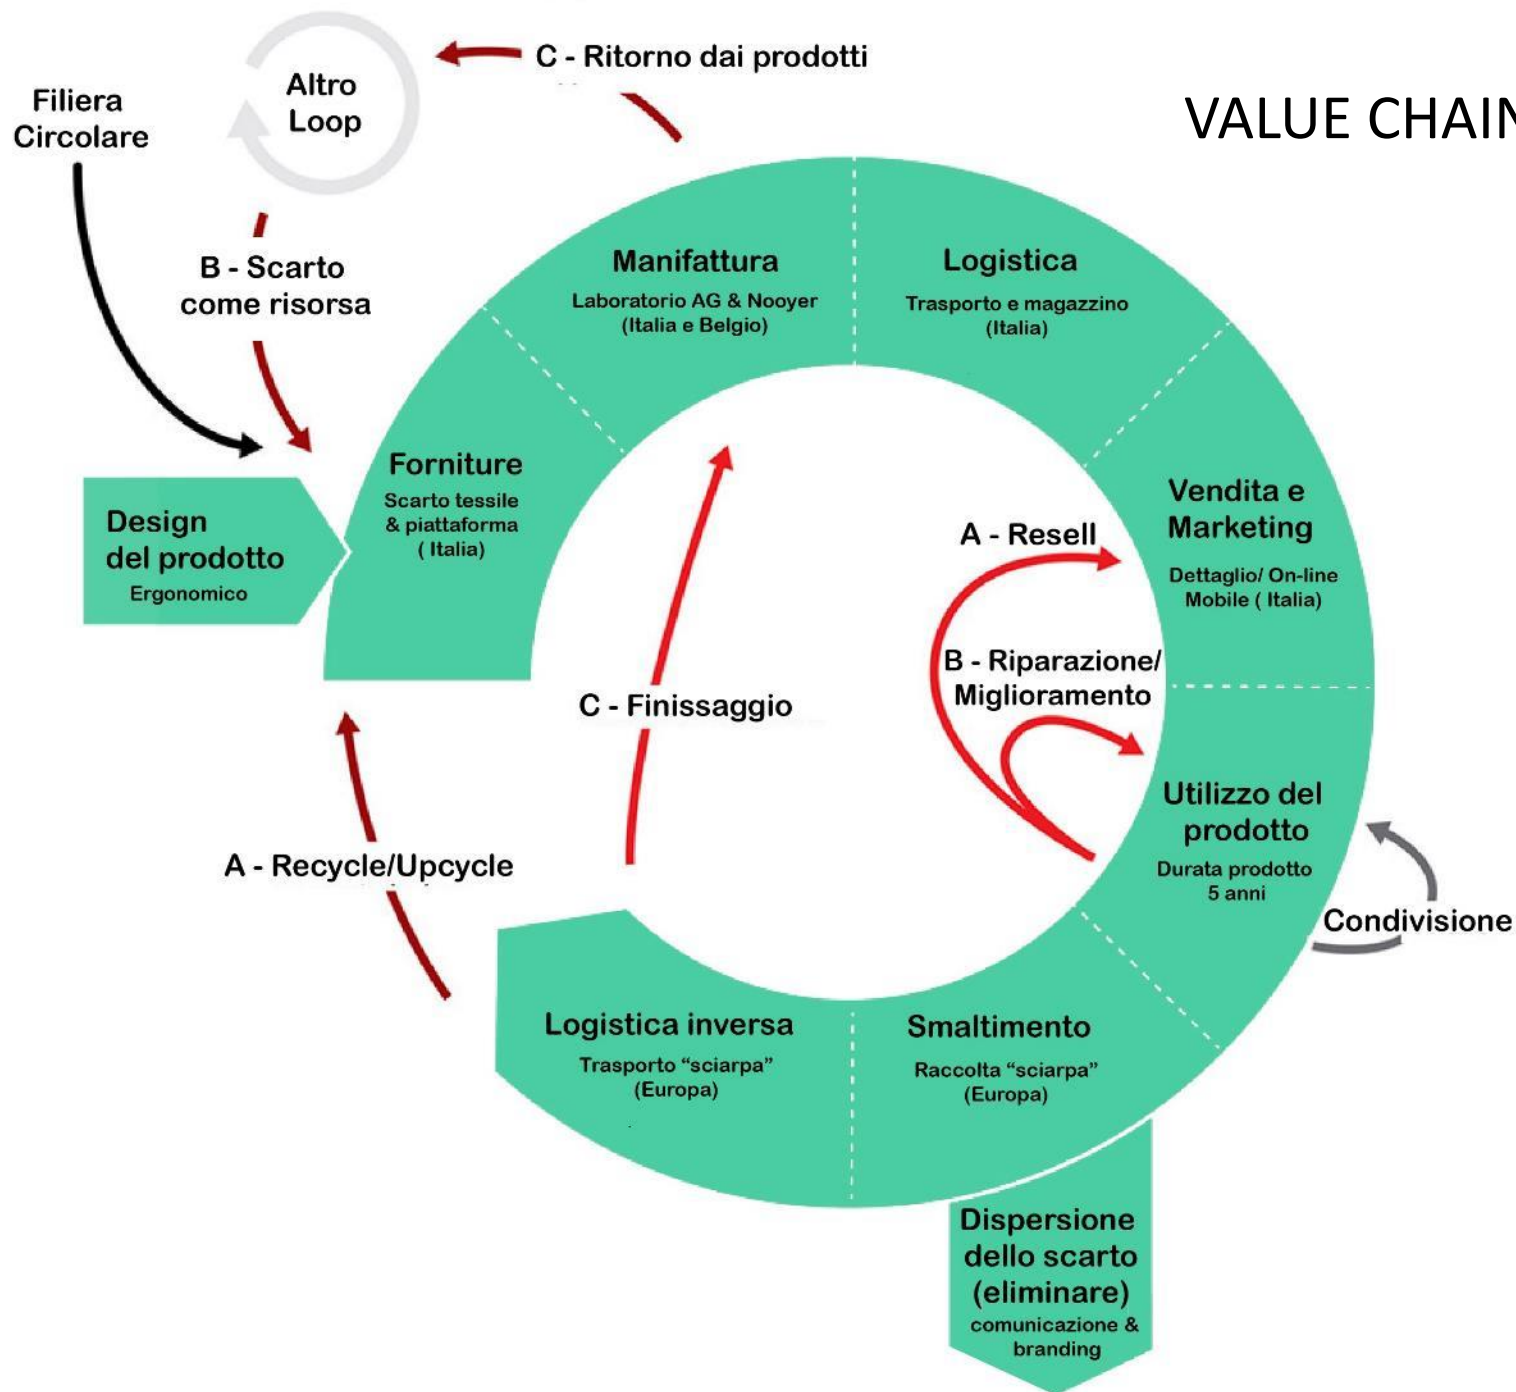 C - Ritorno dai prodotti
Altro
Loop
Filiera
Circolare
VALUE CHAIN
B - Scarto
come risorsa
Manifattura
Laboratorio AG & Nooyer
(Italia e Belgio)
Logistica
Trasporto e magazzino
(Italia)
Forniture
Scarto tessile
& piattaforma
( Italia)
Design
del prodotto
Ergonomico
Vendita e
Marketing
Dettaglio/ On-line
Mobile ( Italia)
A - Resell
B - Riparazione/
Miglioramento
C - Finissaggio
Utilizzo del
prodotto
Durata prodotto
5 anni
A - Recycle/Upcycle
Condivisione
Logistica inversa
Trasporto “sciarpa”
(Europa)
Smaltimento
Raccolta “sciarpa”
(Europa)
Dispersione
dello scarto
(eliminare)
comunicazione &
branding